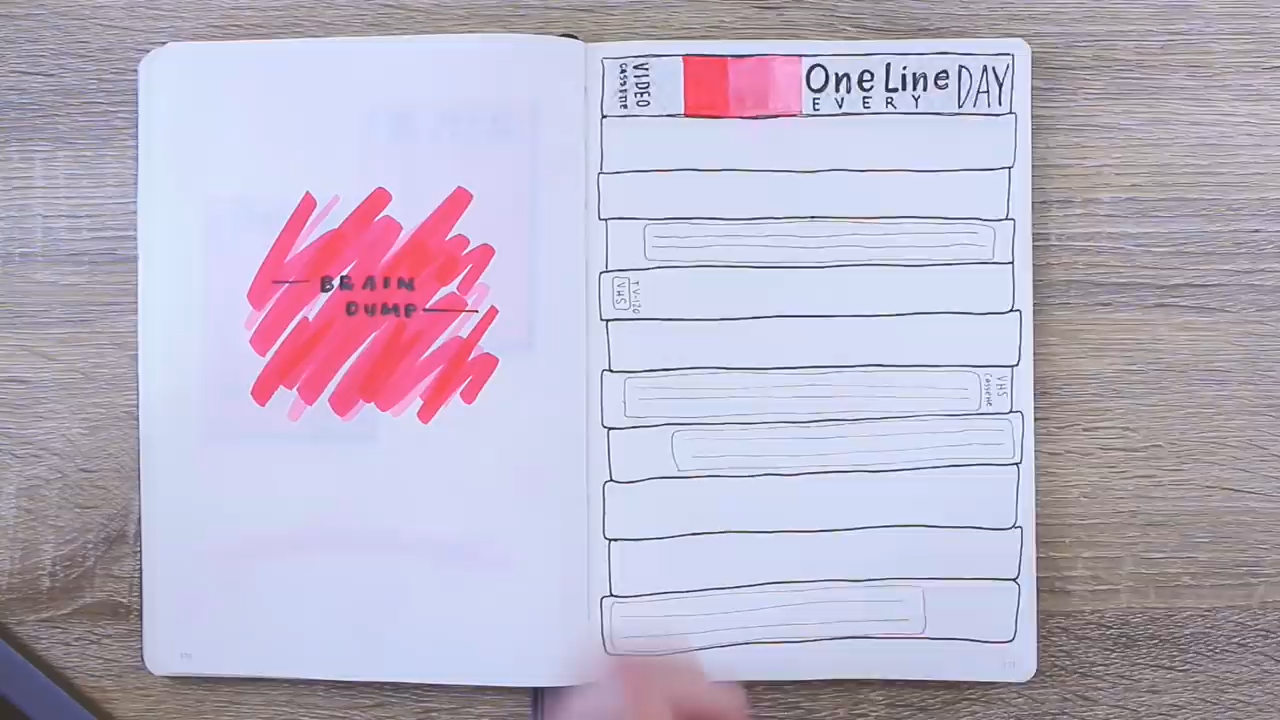 BRAIN
DUMP
VIDEO
CASSETTE
One Line
EVERY
DAY
VHS
TV-120
VHS
Cassette